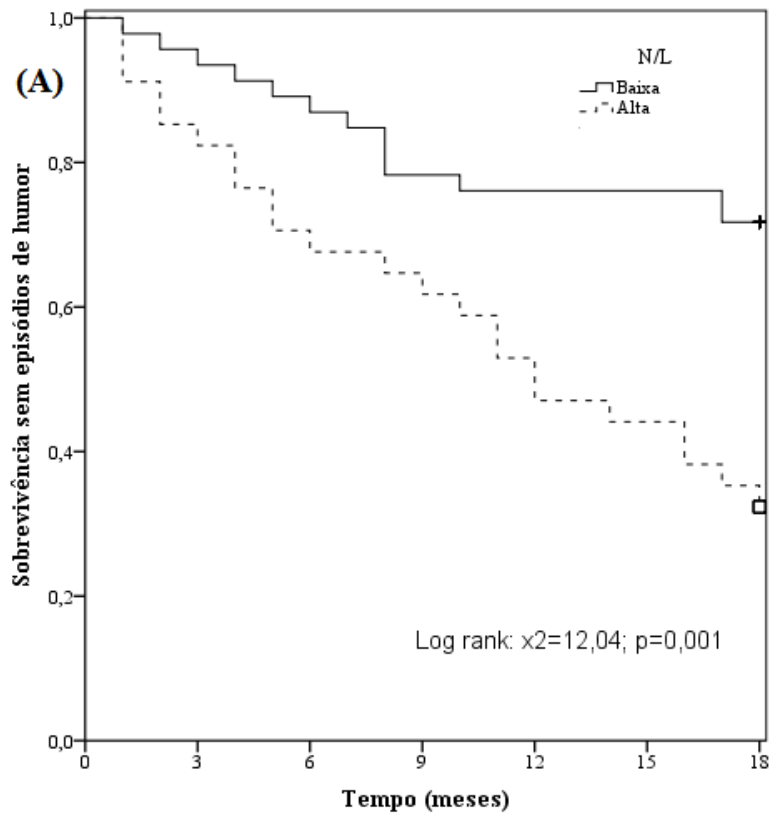 1,0
(A)
N/L
Baixa
Alta
0,8
0,6
0,4
0,2
0,0
Sobrevivência sem episódios de humor
Log rank: x2=12,04; p=0,001
0 3 6 9 12 15 18
Tempo (meses)